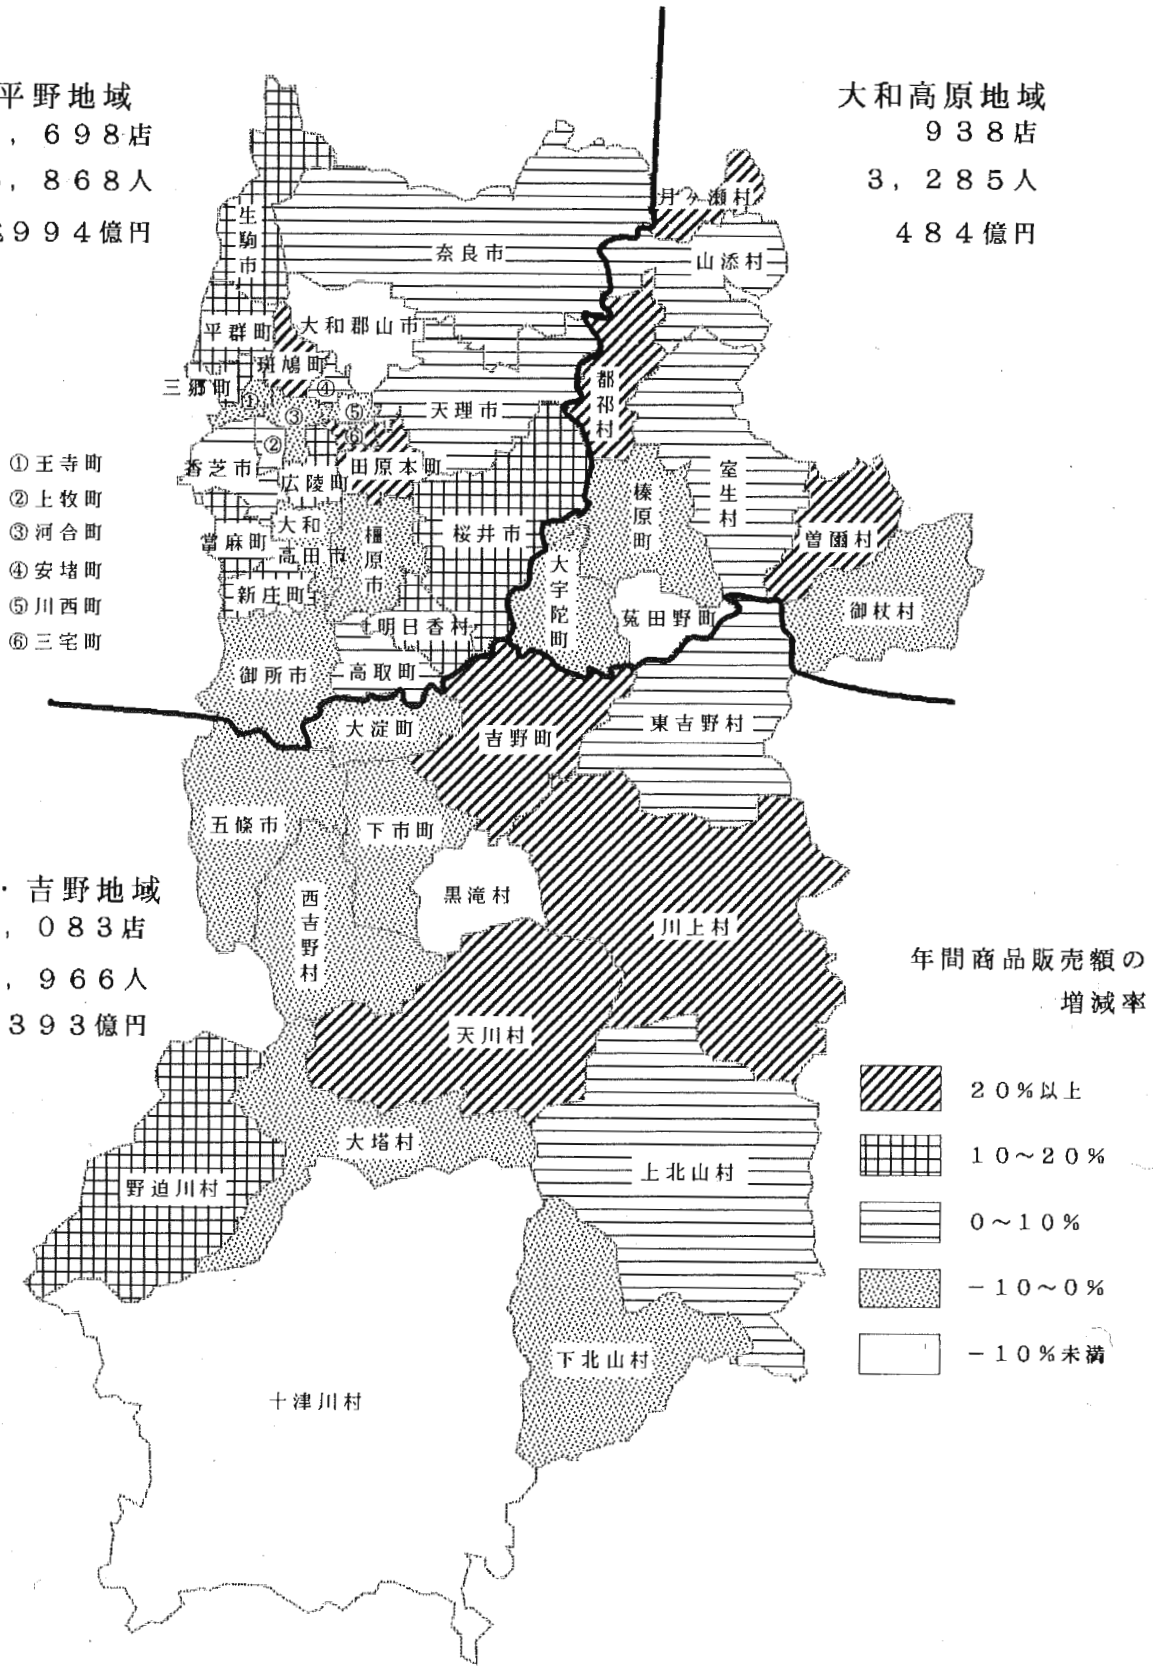 平野地域
, 698店
, 868人
994億円
大和高原地域
938店
3, 285人
484億円
月ヶ瀬村
生駒市
奈良市
山添村
平群町
大和郡山市
斑鳩町
三郷町
都祁村
①
④
③
⑤
天理市
②
⑥
香芝市
田原本町
広陵町
室生村
榛原町
①王寺町
②上牧町
③河合町
④安堵町
⑤川西町
⑥三宅町
當麻町
大和高田市
橿原市
桜井市
曽爾村
大宇陀町
新庄町
菟田野町
御杖村
明日香村
御所市
高取町
大淀町
吉野町
東吉野村
五條市
下市町
・吉野地域
, 083店
, 966人
393億円
西吉野村
黒滝村
川上村
天川村
年間商品販売額の
増減率
20%以上
10～20%
0～10%
－10～0%
－10%未満
大塔村
野迫川村
上北山村
下北山村
十津川村